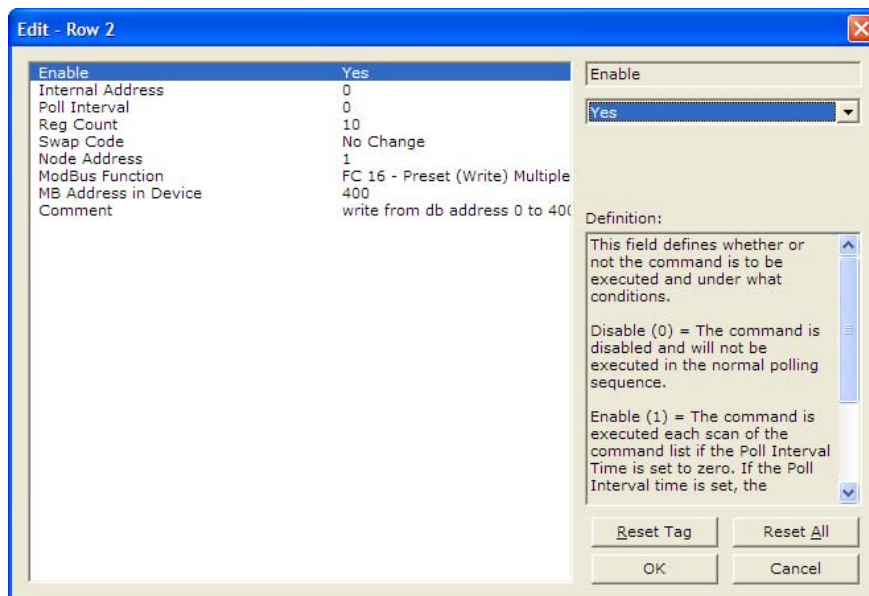 Edit - Row 2
Enable Yes
Internal Address 0
Poll Interval 0
Reg Count 10
Swap Code No Change
Node Address 1
ModBus Function FC 16 - Preset (Write) Multiple
MB Address in Device 400
Comment write from db address 0 to 400
Enable
Yes
Definition:
This field defines whether or
not the command is to be
executed and under what
conditions.
Disable (0) = The command is
disabled and will not be
executed in the normal polling
sequence.
Enable (1) = The command is
executed each scan of the
command list if the Poll Interval
Time is set to zero. If the Poll
Interval time is set, the
Reset Tag Reset All
OK Cancel